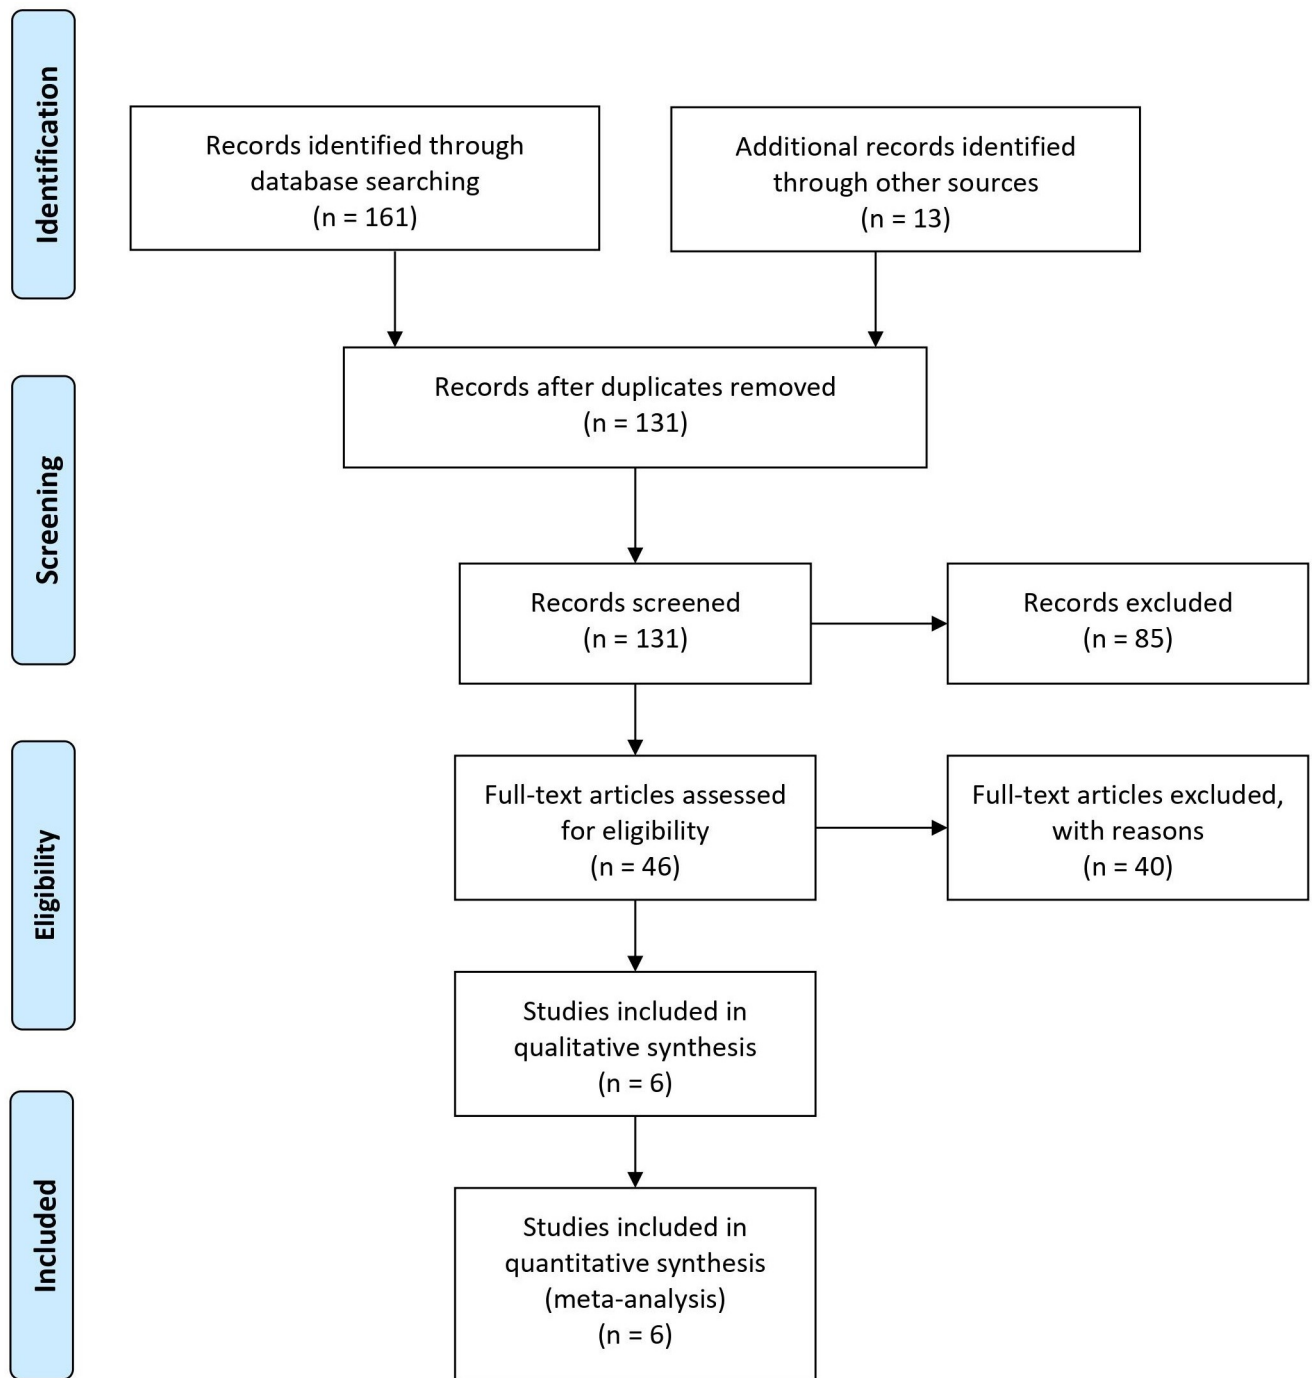 Identification
Records identified through
database searching
(n = 161)
Additional records identified
through other sources
(n = 13)
Records after duplicates removed
(n = 131)
Screening
Records screened
(n = 131)
Records excluded
(n = 85)
Eligibility
Full-text articles assessed
for eligibility
(n = 46)
Full-text articles excluded,
with reasons
(n = 40)
Studies included in
qualitative synthesis
(n = 6)
Included
Studies included in
quantitative synthesis
(meta-analysis)
(n = 6)